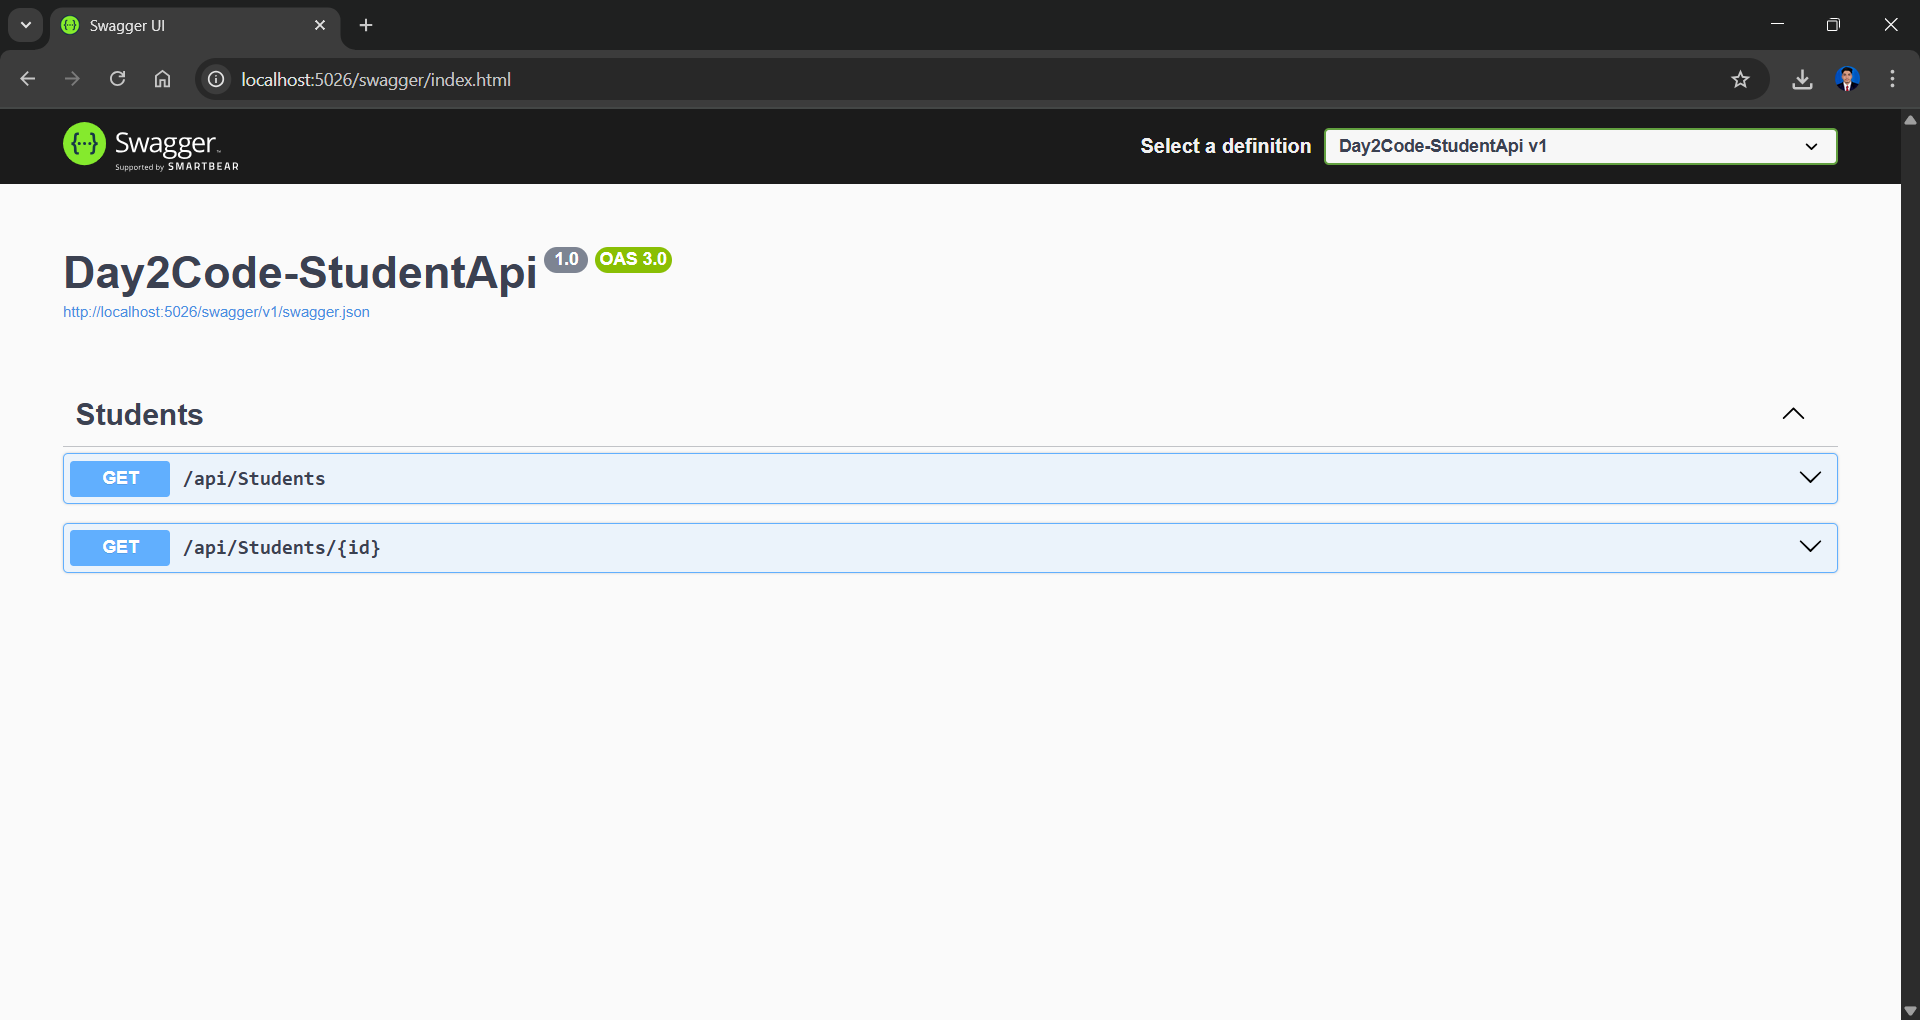 Swagger UI
localhost:5026/swagger/index.html
Swagger
Supported by SMARTBEAR
Select a definition
Day2Code-StudentApi v1
Day2Code-StudentApi 1.0 OAS 3.0
http://localhost:5026/swagger/v1/swagger.json
Students
GET /api/Students
GET /api/Students/{id}